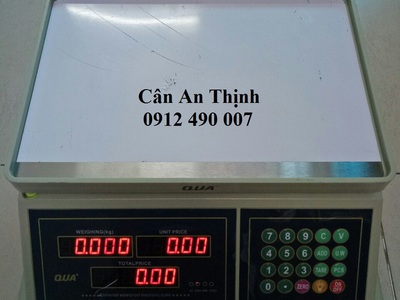 Cân An Thịnh
0912 490 007
QUA
WEIGHING(kg) UNIT PRICE
0.000 0.00
TOTALPRICE
QUA 0.00
7 8 9 C V
4 5 6 ADD U.W
1 2 3 TARE PCS
0 • ZERO